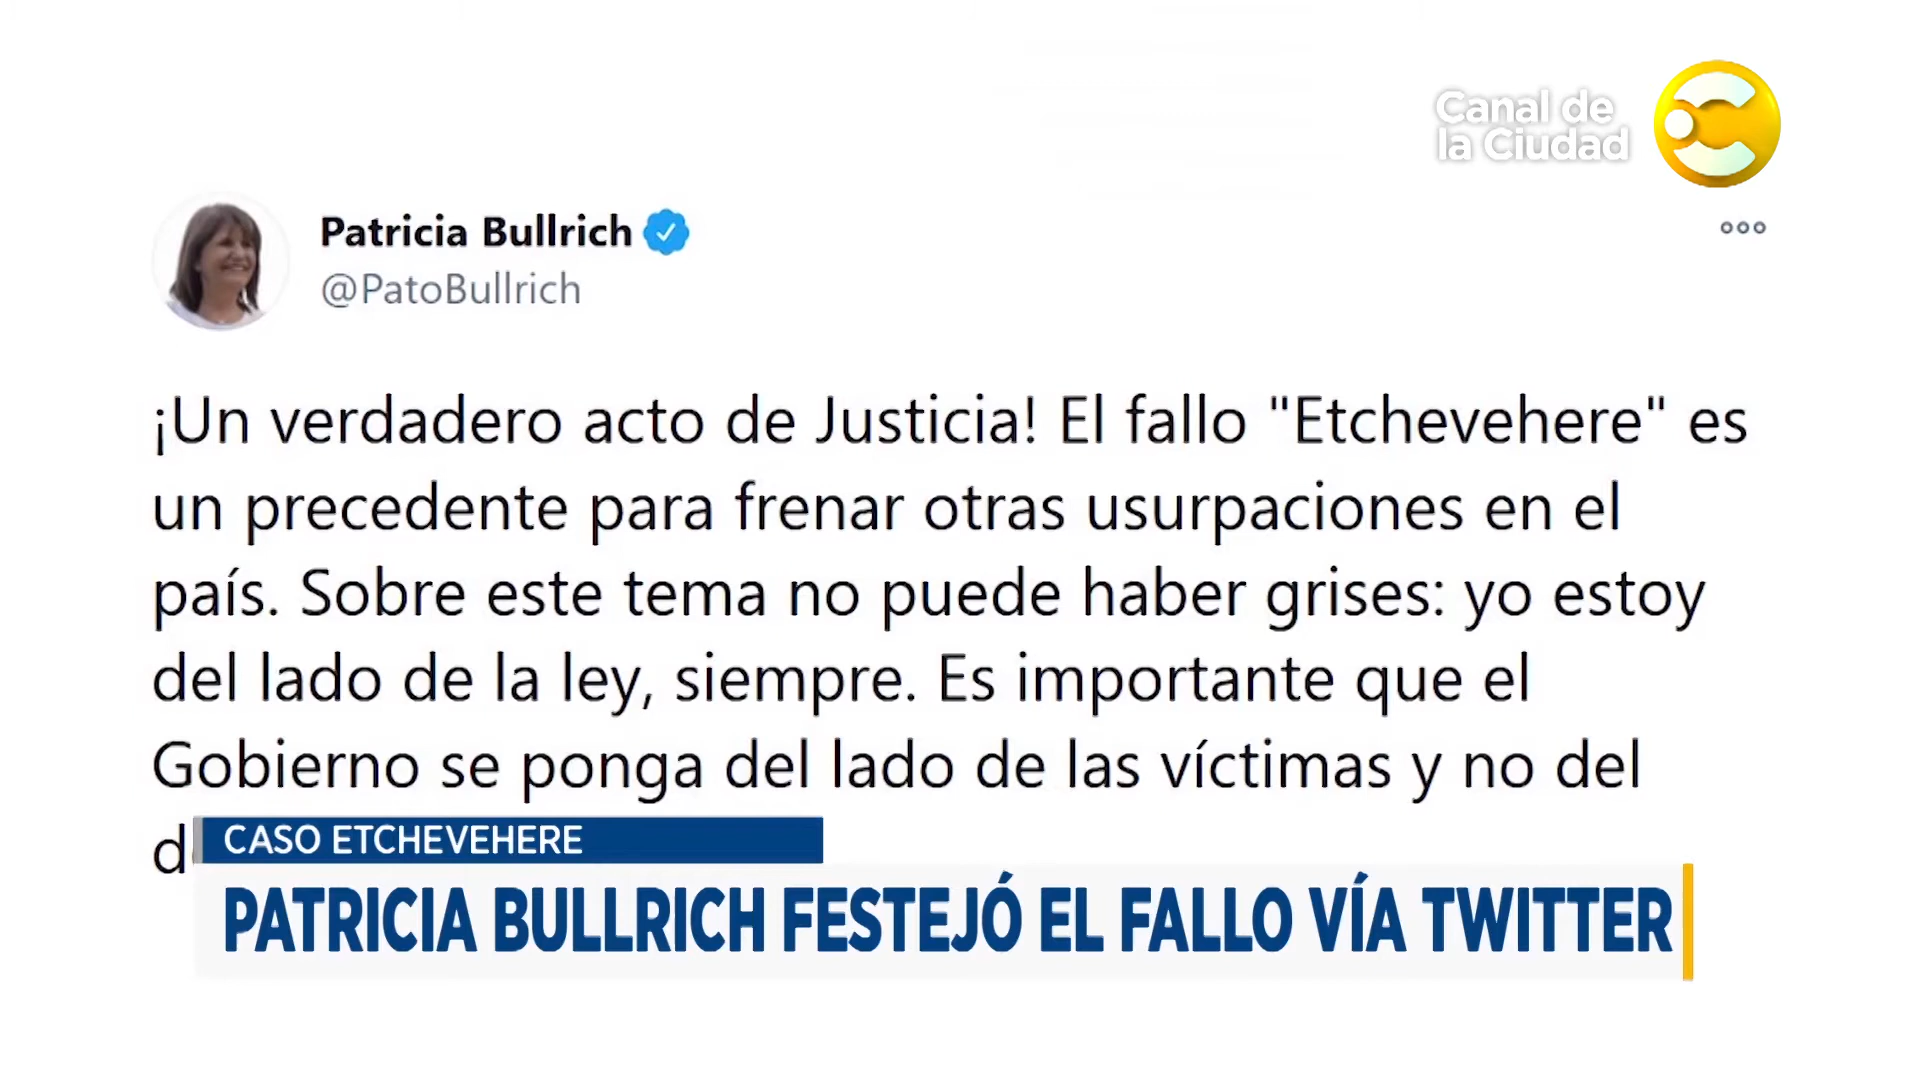 Canal de
la Ciudad
Patricia Bullrich
@PatoBullrich
¡Un verdadero acto de Justicia! El fallo "Etchevehere" es
un precedente para frenar otras usurpaciones en el
país. Sobre este tema no puede haber grises: yo estoy
del lado de la ley, siempre. Es importante que el
Gobierno se ponga del lado de las víctimas y no del
CASO ETCHEVEHERE
PATRICIA BULLRICH FESTEJÓ EL FALLO VÍA TWITTER